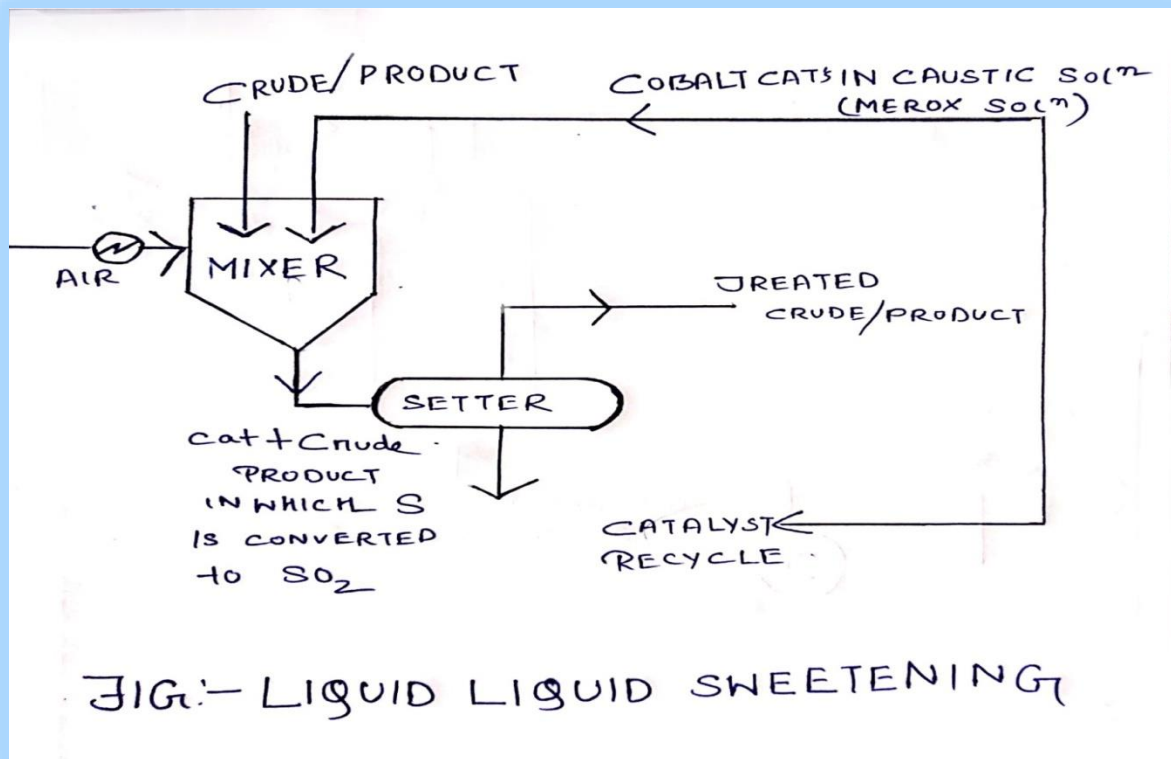 CRUDE/PRODUCT
COBALT CAT'S IN CAUSTIC SOLn
(MEROX SOLn)
AIR
MIXER
TREATED
CRUDE/PRODUCT
SETTER
Cat + Crude
PRODUCT
IN WHICH S
IS CONVERTED
to SO2
CATALYST
RECYCLE
FIG:- LIQUID LIQUID SWEETENING